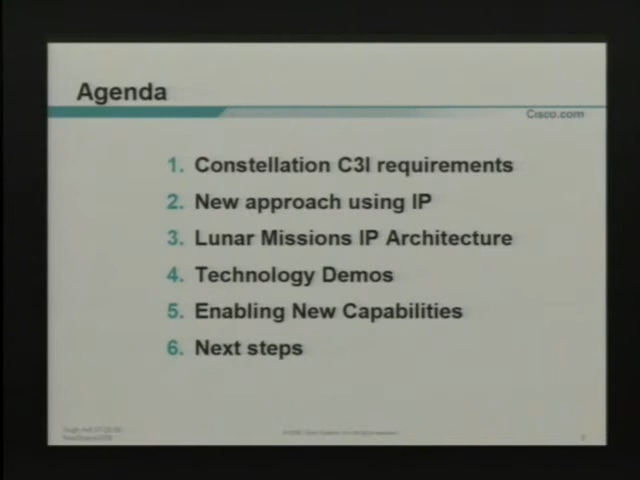 Agenda
Cisco.com
1. Constellation C3I requirements
2. New approach using IP
3. Lunar Missions IP Architecture
4. Technology Demos
5. Enabling New Capabilities
6. Next steps